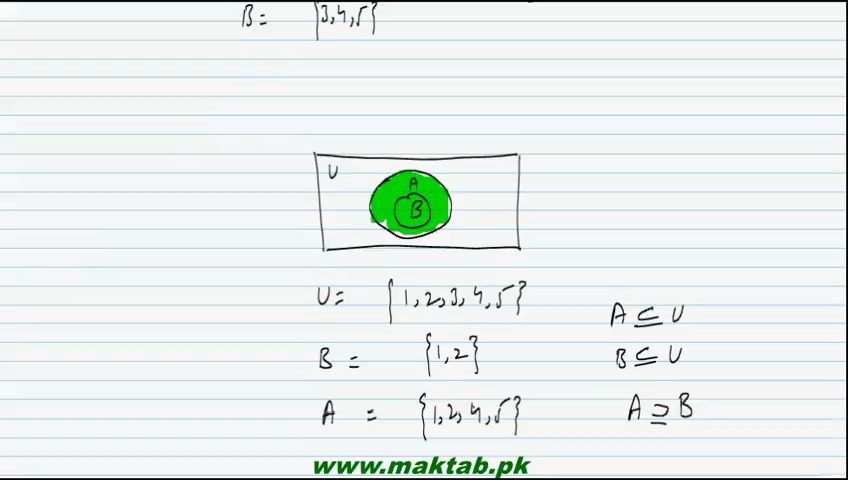 B = {3,4,5}
U
A
B
U = {1,2,3,4,5}
A ⊆ U
B = {1,2}
B ⊆ U
A = {1,2,4,5}
A ⊇ B
www.maktab.pk